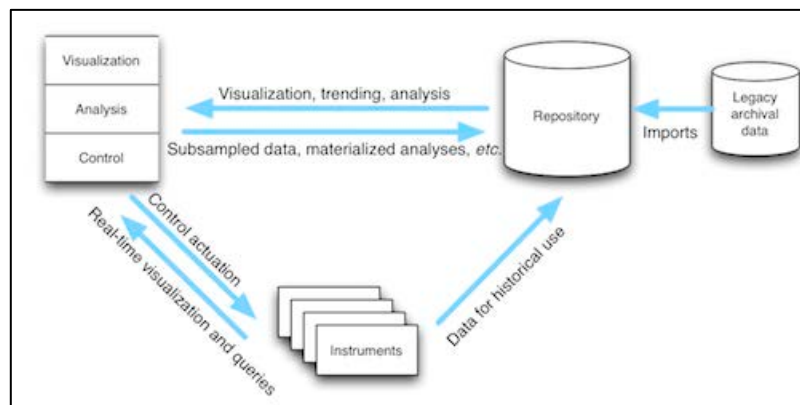 Visualization
Analysis
Control
Visualization, trending, analysis
Subsampled data, materialized analyses, etc.
Repository
Legacy
archival
data
Imports
Control actuation
Real-time visualization and queries
Instruments
Data for historical use